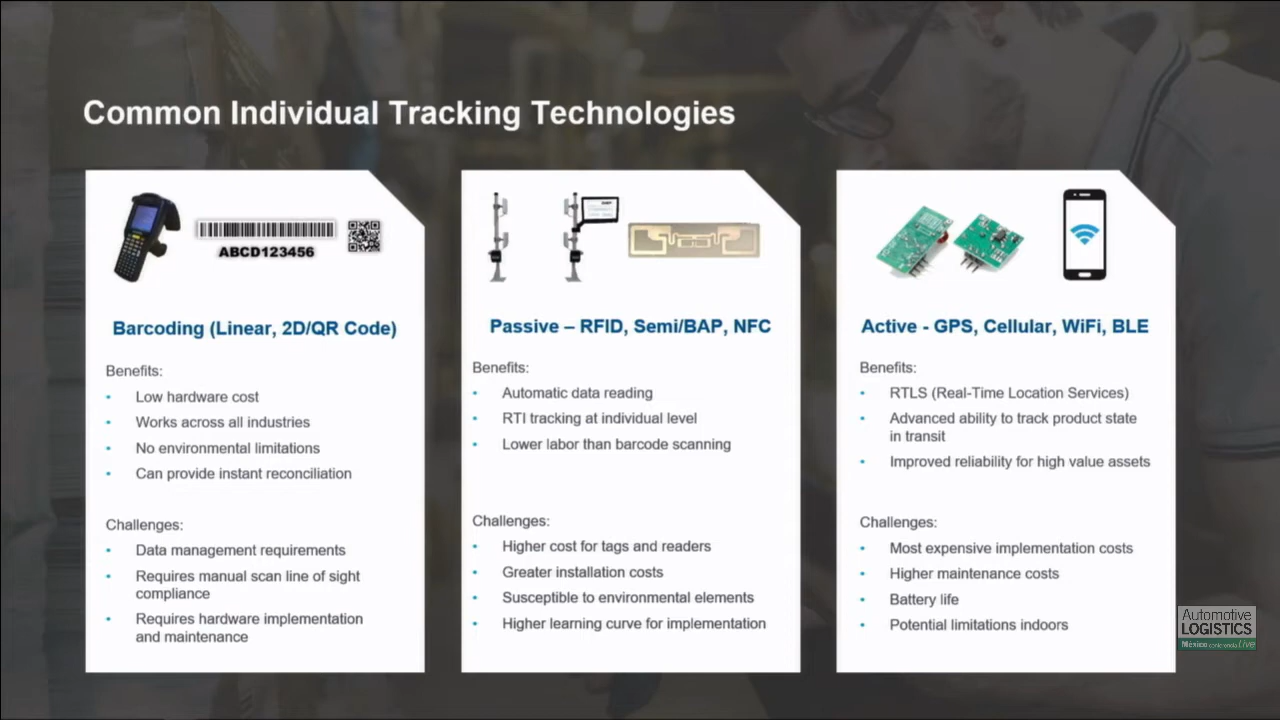 Common Individual Tracking Technologies
ABCD123456
Barcoding (Linear, 2D/QR Code)
Benefits:
• Low hardware cost
• Works across all industries
• No environmental limitations
• Can provide instant reconciliation
Challenges:
• Data management requirements
• Requires manual scan line of sight
compliance
• Requires hardware implementation
and maintenance
Passive – RFID, Semi/BAP, NFC
Benefits:
• Automatic data reading
• RTI tracking at individual level
• Lower labor than barcode scanning
Challenges:
• Higher cost for tags and readers
• Greater installation costs
• Susceptible to environmental elements
• Higher learning curve for implementation
Active - GPS, Cellular, WiFi, BLE
Benefits:
• RTLS (Real-Time Location Services)
• Advanced ability to track product state
in transit
• Improved reliability for high value assets
Challenges:
• Most expensive implementation costs
• Higher maintenance costs
• Battery life
• Potential limitations indoors
Automotive
LOGISTICS
México conferencia Live